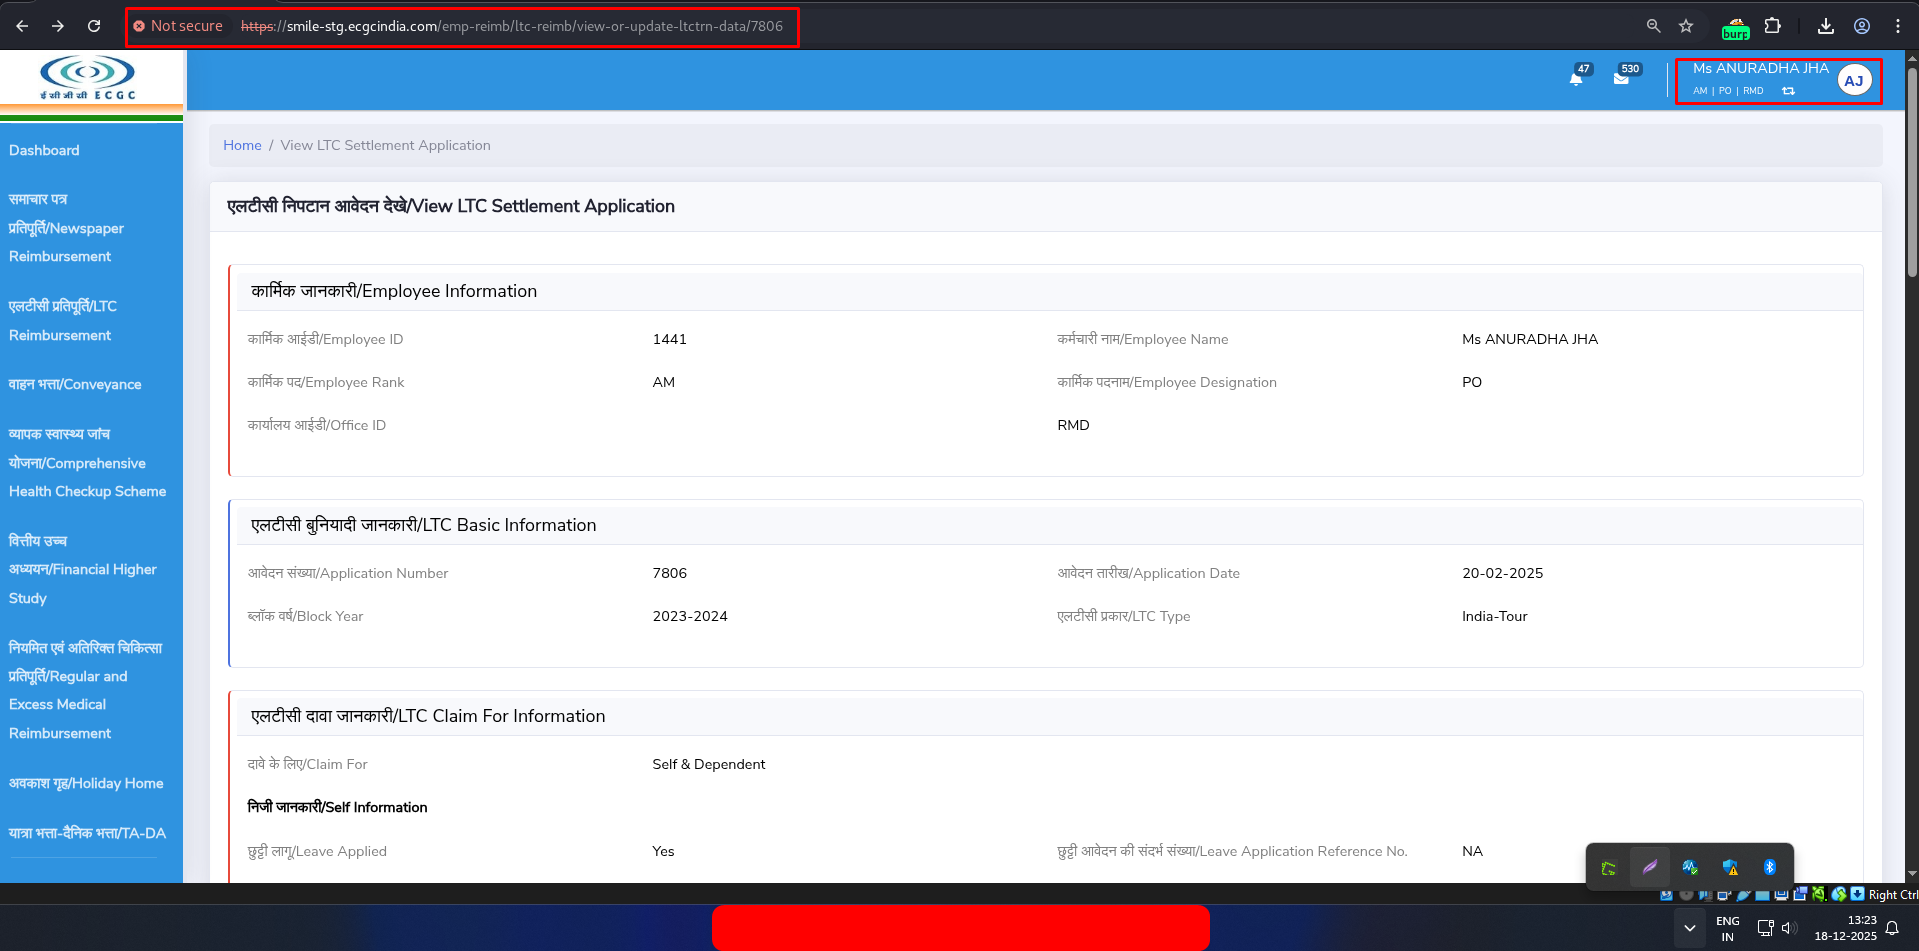 Not secure https://smile-stg.ecgcindia.com/emp-reimb/ltc-reimb/view-or-update-ltctrn-data/7806
burp
ई सी जी सी ECGC
47
530
Ms ANURADHA JHA
AM | PO | RMD
AJ
Dashboard
समाचार पत्र
प्रतिपूर्ति/Newspaper
Reimbursement
एलटीसी प्रतिपूर्ति/LTC
Reimbursement
वाहन भत्ता/Conveyance
व्यापक स्वास्थ्य जांच
योजना/Comprehensive
Health Checkup Scheme
वित्तीय उच्च
अध्ययन/Financial Higher
Study
नियमित एवं अतिरिक्त चिकित्सा
प्रतिपूर्ति/Regular and
Excess Medical
Reimbursement
अवकाश गृह/Holiday Home
यात्रा भत्ता-दैनिक भत्ता/TA-DA
Home / View LTC Settlement Application
एलटीसी निपटान आवेदन देखे/View LTC Settlement Application
कार्मिक जानकारी/Employee Information
कार्मिक आईडी/Employee ID 1441 कर्मचारी नाम/Employee Name Ms ANURADHA JHA
कार्मिक पद/Employee Rank AM कार्मिक पदनाम/Employee Designation PO
कार्यालय आईडी/Office ID RMD
एलटीसी बुनियादी जानकारी/LTC Basic Information
आवेदन संख्या/Application Number 7806 आवेदन तारीख/Application Date 20-02-2025
ब्लॉक वर्ष/Block Year 2023-2024 एलटीसी प्रकार/LTC Type India-Tour
एलटीसी दावा जानकारी/LTC Claim For Information
दावे के लिए/Claim For Self & Dependent
निजी जानकारी/Self Information
छुट्टी लागू/Leave Applied Yes छुट्टी आवेदन की संदर्भ संख्या/Leave Application Reference No. NA
Right Ctrl
ENG
IN
13:23
18-12-2025